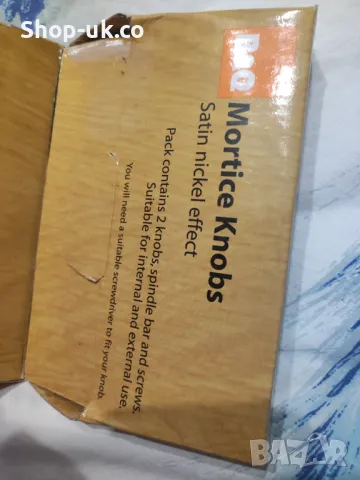 Shop-uk.co
B&Q
Mortice Knobs
Satin nickel effect
Pack contains 2 knobs, spindle bar and screws.
Suitable for internal and external use.
You will need a suitable screwdriver to fit your knob.
BAZAR